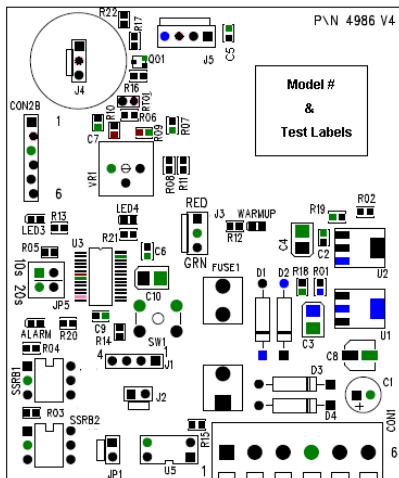 R22
R17
P\N 4986 V4
Q01
J5
C5
J4
R16
RT01
Model #
&
Test Labels
CON2B
1
6
R10
R06
R09
R07
C7
VR1
R08
R11
LED3
R13
LED4
R21
RED
J3
GRN
R12
WARMUP
R19
R02
C4
C2
U2
R05
U3
C6
C10
FUSE1
D1
D2
R18
R01
10s
20s
JP5
C3
U1
ALARM
R20
C9
R14
SW1
4
J1
C8
R04
SSRB1
D3
C1
J2
D4
R03
SSRB2
R15
CON1
JP1
U5
1
6